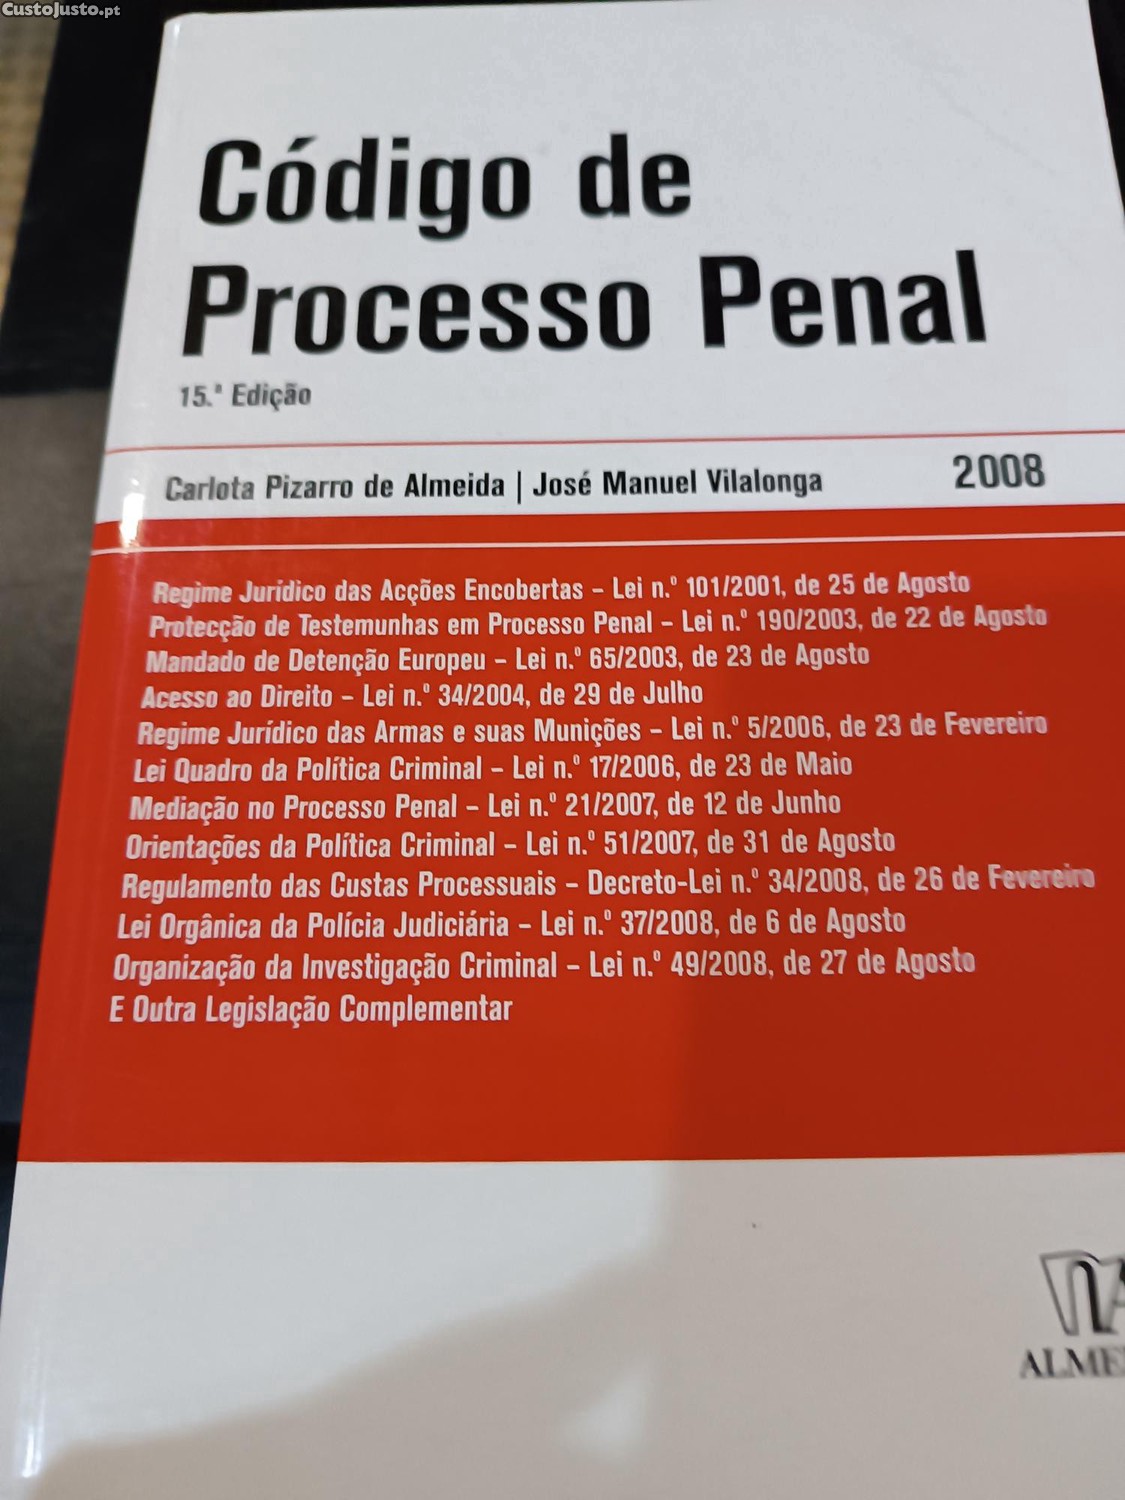 CustoJusto.pt
Código de
Processo Penal
15.ª Edição
Carlota Pizarro de Almeida | José Manuel Vilalonga
2008
Regime Jurídico das Acções Encobertas – Lei n.º 101/2001, de 25 de Agosto
Protecção de Testemunhas em Processo Penal – Lei n.º 190/2003, de 22 de Agosto
Mandado de Detenção Europeu – Lei n.º 65/2003, de 23 de Agosto
Acesso ao Direito – Lei n.º 34/2004, de 29 de Julho
Regime Jurídico das Armas e suas Munições – Lei n.º 5/2006, de 23 de Fevereiro
Lei Quadro da Política Criminal – Lei n.º 17/2006, de 23 de Maio
Mediação no Processo Penal – Lei n.º 21/2007, de 12 de Junho
Orientações da Política Criminal – Lei n.º 51/2007, de 31 de Agosto
Regulamento das Custas Processuais – Decreto-Lei n.º 34/2008, de 26 de Fevereiro
Lei Orgânica da Polícia Judiciária – Lei n.º 37/2008, de 6 de Agosto
Organização da Investigação Criminal – Lei n.º 49/2008, de 27 de Agosto
E Outra Legislação Complementar
ALME